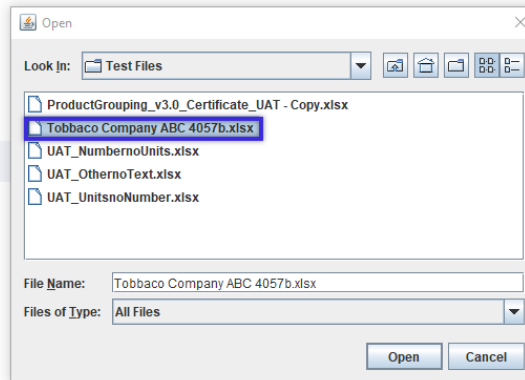 Open
Look In: Test Files
ProductGrouping_v3.0_Certificate_UAT - Copy.xlsx
Tobbaco Company ABC 4057b.xlsx
UAT_NumbernoUnits.xlsx
UAT_OthernoText.xlsx
UAT_UnitsnoNumber.xlsx
File Name: Tobbaco Company ABC 4057b.xlsx
Files of Type: All Files
Open Cancel